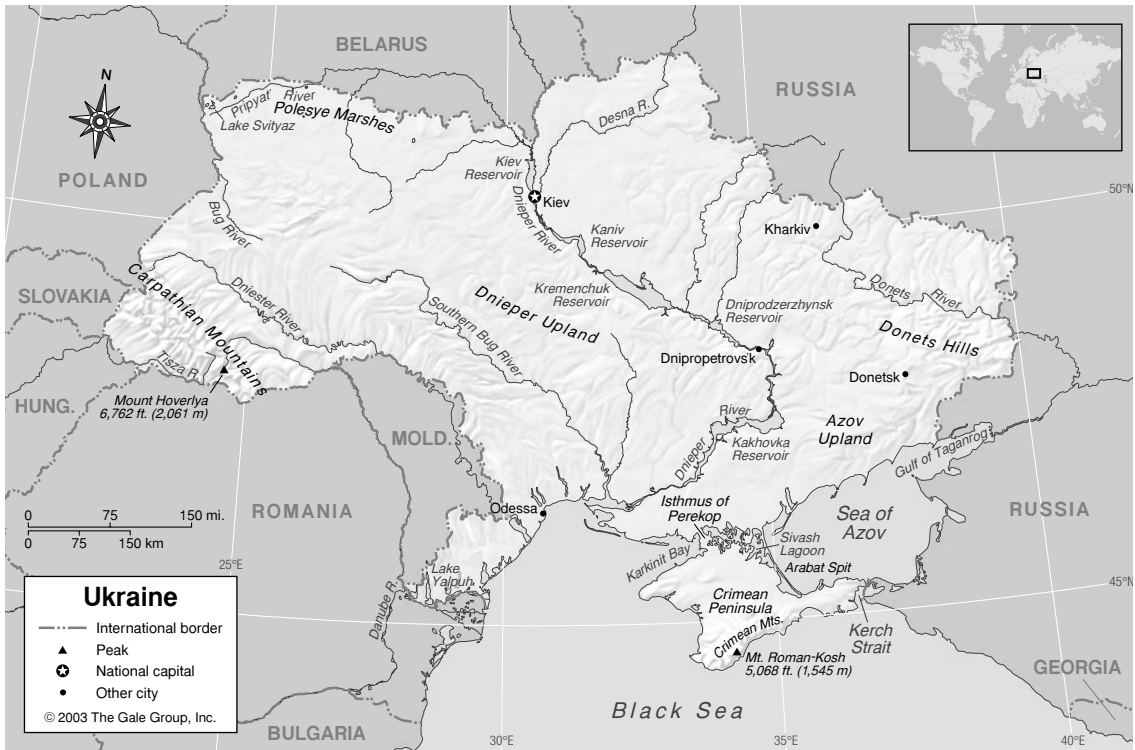 BELARUS
RUSSIA
N
Pripyat River
Polesye Marshes
Lake Svityaz
Desna R.
POLAND
Kiev
Reservoir
50°N
Bug River
Kiev
Dnieper River
Kaniv
Reservoir
Kharkiv
SLOVAKIA
Carpathian Mountains
Dniester River
Kremenchuk
Reservoir
Donets River
Southern Bug River
Dnieper Upland
Dniprodzerzhynsk
Reservoir
Donets Hills
Tisza R.
Dnipropetrovs'k
Donetsk
Mount Hoverlya
6,762 ft. (2,061 m)
HUNG.
MOLD.
Dnieper River
Kakhovka
Reservoir
Azov
Upland
Gulf of Taganrog
ROMANIA
Odessa
Isthmus of
Perekop
Sea of
Azov
RUSSIA
0 75 150 mi.
0 75 150 km
Sivash
Lagoon
Karkinit Bay
Arabat Spit
25°E
Lake
Yalpuh
Danube R.
45°N
Crimean
Peninsula
Crimean Mts.
Kerch
Strait
Mt. Roman-Kosh
5,068 ft. (1,545 m)
GEORGIA
Black Sea
BULGARIA
30°E
35°E
40°E
Ukraine
International border
Peak
National capital
Other city
© 2003 The Gale Group, Inc.